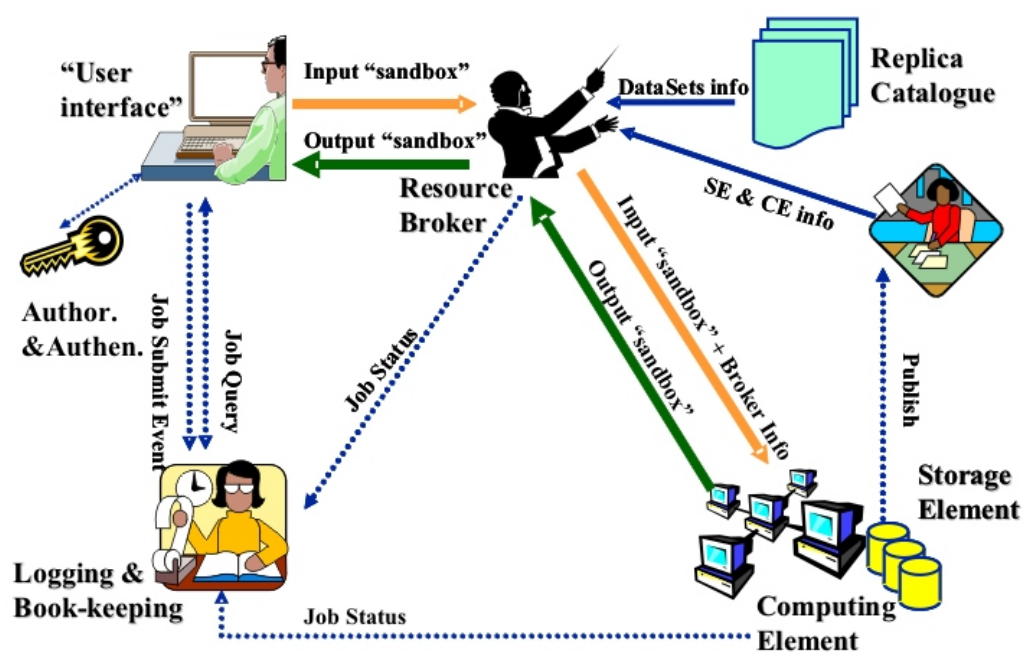 “User
interface”
Input “sandbox”
Output “sandbox”
DataSets info
Replica
Catalogue
Resource
Broker
SE & CE info
Author.
&Authen.
Job Submit Event
Job Query
Job Status
Input “sandbox” + Broker Info
Output “sandbox”
Publish
Storage
Element
Logging &
Book-keeping
Job Status
Computing
Element